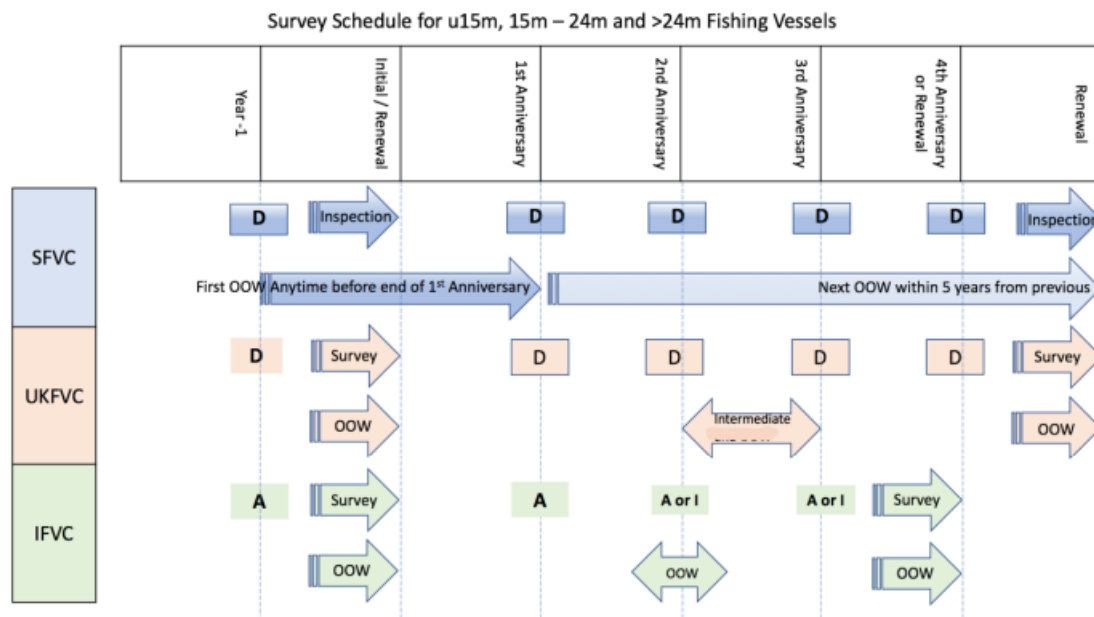 Survey Schedule for u15m, 15m – 24m and >24m Fishing Vessels
Year -1
Initial / Renewal
1st Anniversary
2nd Anniversary
3rd Anniversary
4th Anniversary
or Renewal
Renewal
SFVC
D
Inspection
D
D
D
D
Inspection
First OOW Anytime before end of 1st Anniversary
Next OOW within 5 years from previous
UKFVC
D
Survey
D
D
D
D
Survey
OOW
Intermediate
OOW
IFVC
A
Survey
A
A or I
A or I
Survey
OOW
OOW
OOW